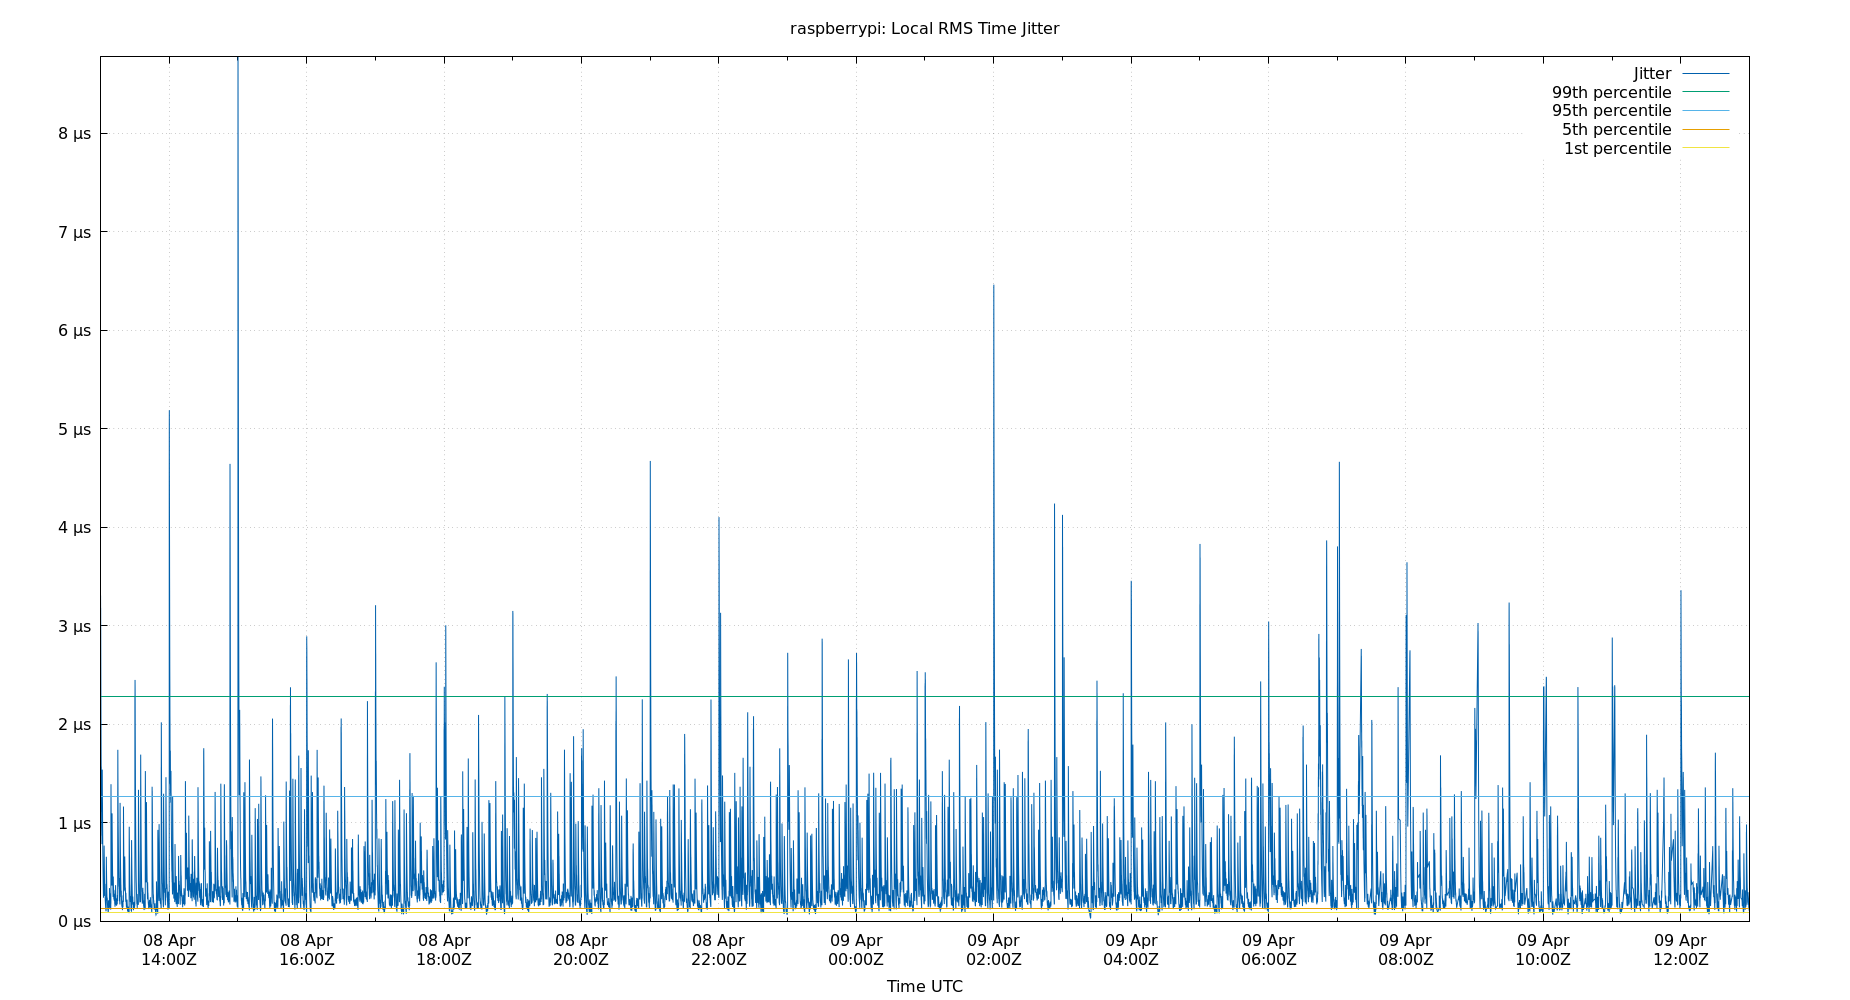 raspberrypi: Local RMS Time Jitter
Jitter
99th percentile
95th percentile
5th percentile
1st percentile
8 µs
7 µs
6 µs
5 µs
4 µs
3 µs
2 µs
1 µs
0 µs
08 Apr 08 Apr 08 Apr 08 Apr 08 Apr 09 Apr 09 Apr 09 Apr 09 Apr 09 Apr 09 Apr 09 Apr
14:00Z 16:00Z 18:00Z 20:00Z 22:00Z 00:00Z 02:00Z 04:00Z 06:00Z 08:00Z 10:00Z 12:00Z
Time UTC